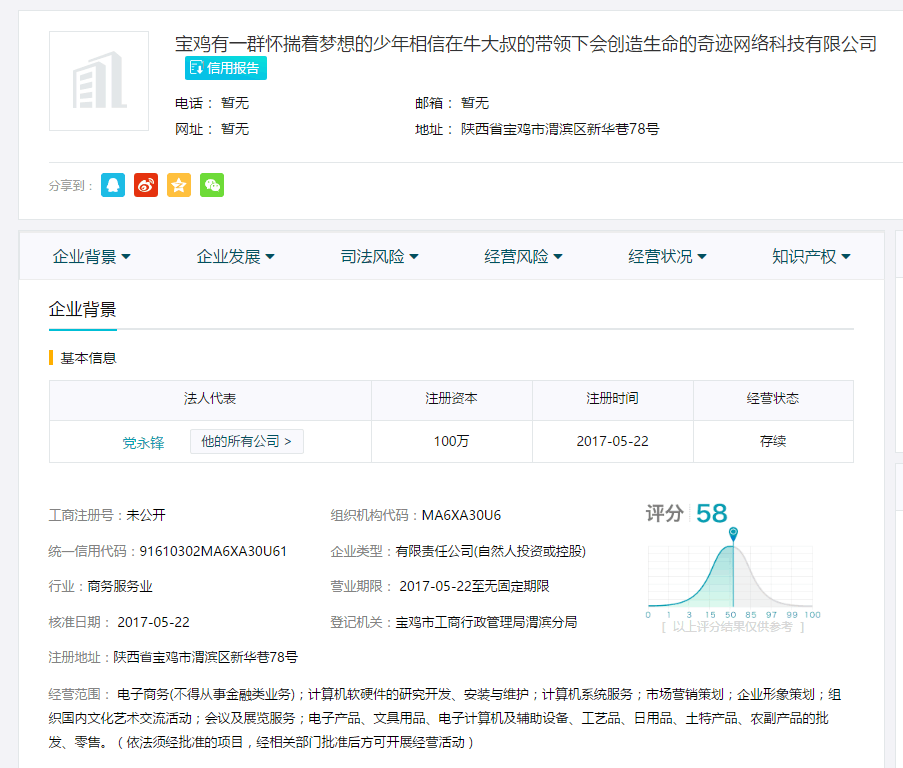 宝鸡有一群怀揣着梦想的少年相信在牛大叔的带领下会创造生命的奇迹网络科技有限公司
信用报告
电话： 暂无 邮箱： 暂无
网址： 暂无 地址： 陕西省宝鸡市渭滨区新华巷78号
分享到：
企业背景 企业发展 司法风险 经营风险 经营状况 知识产权
企业背景
基本信息
法人代表 注册资本 注册时间 经营状态
党永锋 他的所有公司 > 100万 2017-05-22 存续
工商注册号：未公开 组织机构代码：MA6XA30U6
评分 58
统一信用代码：91610302MA6XA30U61 企业类型：有限责任公司(自然人投资或控股)
行业：商务服务业 营业期限： 2017-05-22至无固定期限
核准日期： 2017-05-22 登记机关：宝鸡市工商行政管理局渭滨分局
0 1 3 15 50 85 97 99 100
[ 以上评分结果仅供参考 ]
注册地址：陕西省宝鸡市渭滨区新华巷78号
经营范围： 电子商务(不得从事金融类业务)；计算机软硬件的研究开发、安装与维护；计算机系统服务；市场营销策划；企业形象策划；组
织国内文化艺术交流活动；会议及展览服务；电子产品、文具用品、电子计算机及辅助设备、工艺品、日用品、土特产品、农副产品的批
发、零售。（依法须经批准的项目，经相关部门批准后方可开展经营活动）